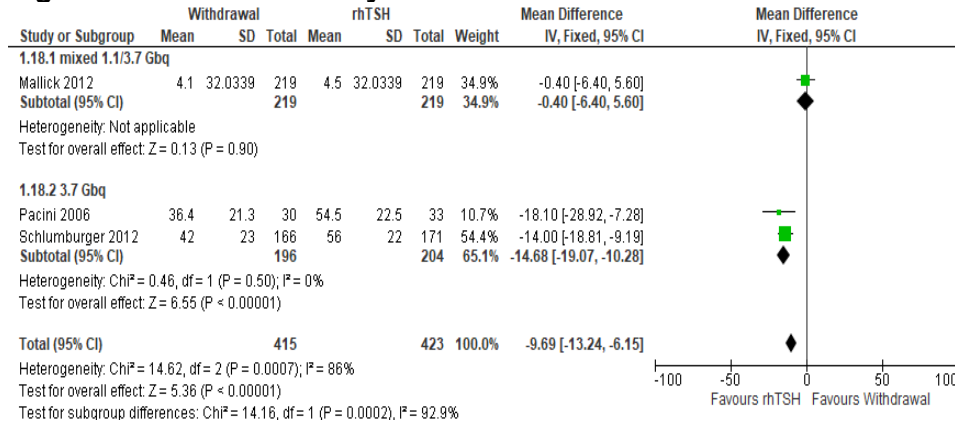 Withdrawal rhTSH Mean Difference Mean Difference
Study or Subgroup Mean SD Total Mean SD Total Weight IV, Fixed, 95% CI IV, Fixed, 95% CI
1.18.1 mixed 1.1/3.7 Gbq
Mallick 2012 4.1 32.0339 219 4.5 32.0339 219 34.9% -0.40 [-6.40, 5.60]
Subtotal (95% CI) 219 219 34.9% -0.40 [-6.40, 5.60]
Heterogeneity: Not applicable
Test for overall effect: Z = 0.13 (P = 0.90)
1.18.2 3.7 Gbq
Pacini 2006 36.4 21.3 30 54.5 22.5 33 10.7% -18.10 [-28.92, -7.28]
Schlumburger 2012 42 23 166 56 22 171 54.4% -14.00 [-18.81, -9.19]
Subtotal (95% CI) 196 204 65.1% -14.68 [-19.07, -10.28]
Heterogeneity: Chi² = 0.46, df = 1 (P = 0.50); I² = 0%
Test for overall effect: Z = 6.55 (P < 0.00001)
Total (95% CI) 415 423 100.0% -9.69 [-13.24, -6.15]
Heterogeneity: Chi² = 14.62, df = 2 (P = 0.0007); I² = 86%
Test for overall effect: Z = 5.36 (P < 0.00001)
Test for subgroup differences: Chi² = 14.16, df = 1 (P = 0.0002), I² = 92.9%
-100 -50 0 50 100
Favours rhTSH Favours Withdrawal